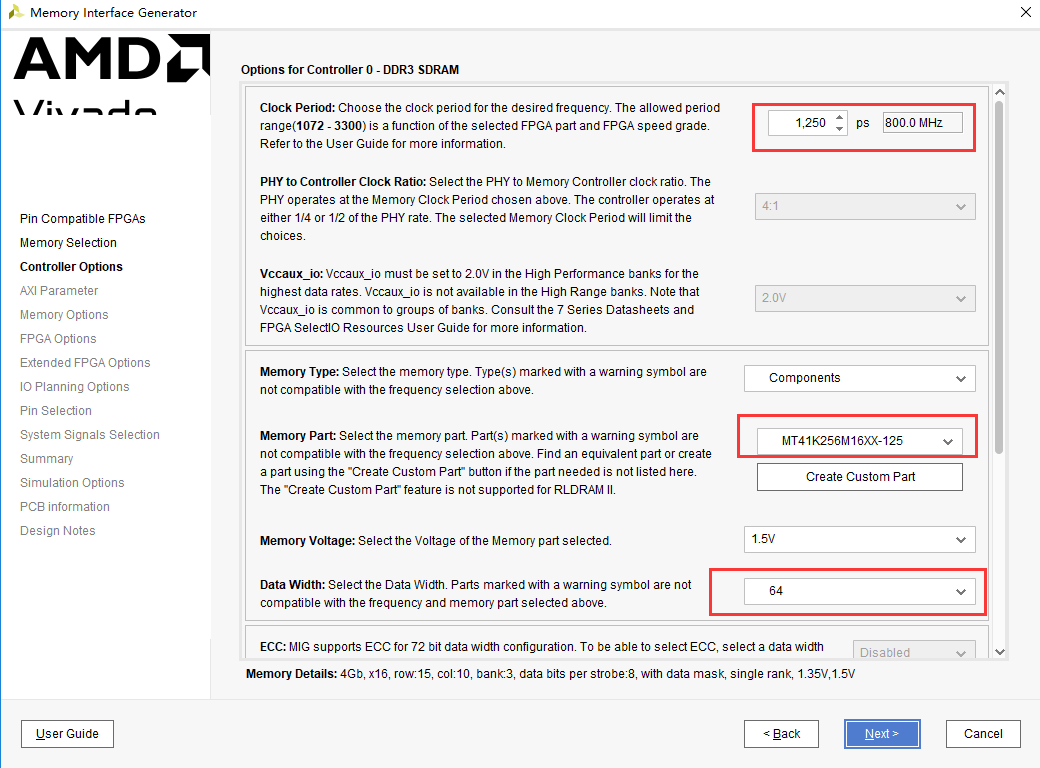 Memory Interface Generator
AMD
Vivado
Pin Compatible FPGAs
Memory Selection
Controller Options
AXI Parameter
Memory Options
FPGA Options
Extended FPGA Options
IO Planning Options
Pin Selection
System Signals Selection
Summary
Simulation Options
PCB information
Design Notes
Options for Controller 0 - DDR3 SDRAM
Clock Period: Choose the clock period for the desired frequency. The allowed period
range(1072 - 3300) is a function of the selected FPGA part and FPGA speed grade.
Refer to the User Guide for more information.
1,250 ps 800.0 MHz
PHY to Controller Clock Ratio: Select the PHY to Memory Controller clock ratio. The
PHY operates at the Memory Clock Period chosen above. The controller operates at
either 1/4 or 1/2 of the PHY rate. The selected Memory Clock Period will limit the
choices.
4:1
Vccaux_io: Vccaux_io must be set to 2.0V in the High Performance banks for the
highest data rates. Vccaux_io is not available in the High Range banks. Note that
Vccaux_io is common to groups of banks. Consult the 7 Series Datasheets and
FPGA SelectIO Resources User Guide for more information.
2.0V
Memory Type: Select the memory type. Type(s) marked with a warning symbol are
not compatible with the frequency selection above.
Components
Memory Part: Select the memory part. Part(s) marked with a warning symbol are
not compatible with the frequency selection above. Find an equivalent part or create
a part using the "Create Custom Part" button if the part needed is not listed here.
The "Create Custom Part" feature is not supported for RLDRAM II.
MT41K256M16XX-125
Create Custom Part
Memory Voltage: Select the Voltage of the Memory part selected.
1.5V
Data Width: Select the Data Width. Parts marked with a warning symbol are not
compatible with the frequency and memory part selected above.
64
ECC: MIG supports ECC for 72 bit data width configuration. To be able to select ECC, select a data width
Disabled
Memory Details: 4Gb, x16, row:15, col:10, bank:3, data bits per strobe:8, with data mask, single rank, 1.35V,1.5V
User Guide
< Back
Next >
Cancel